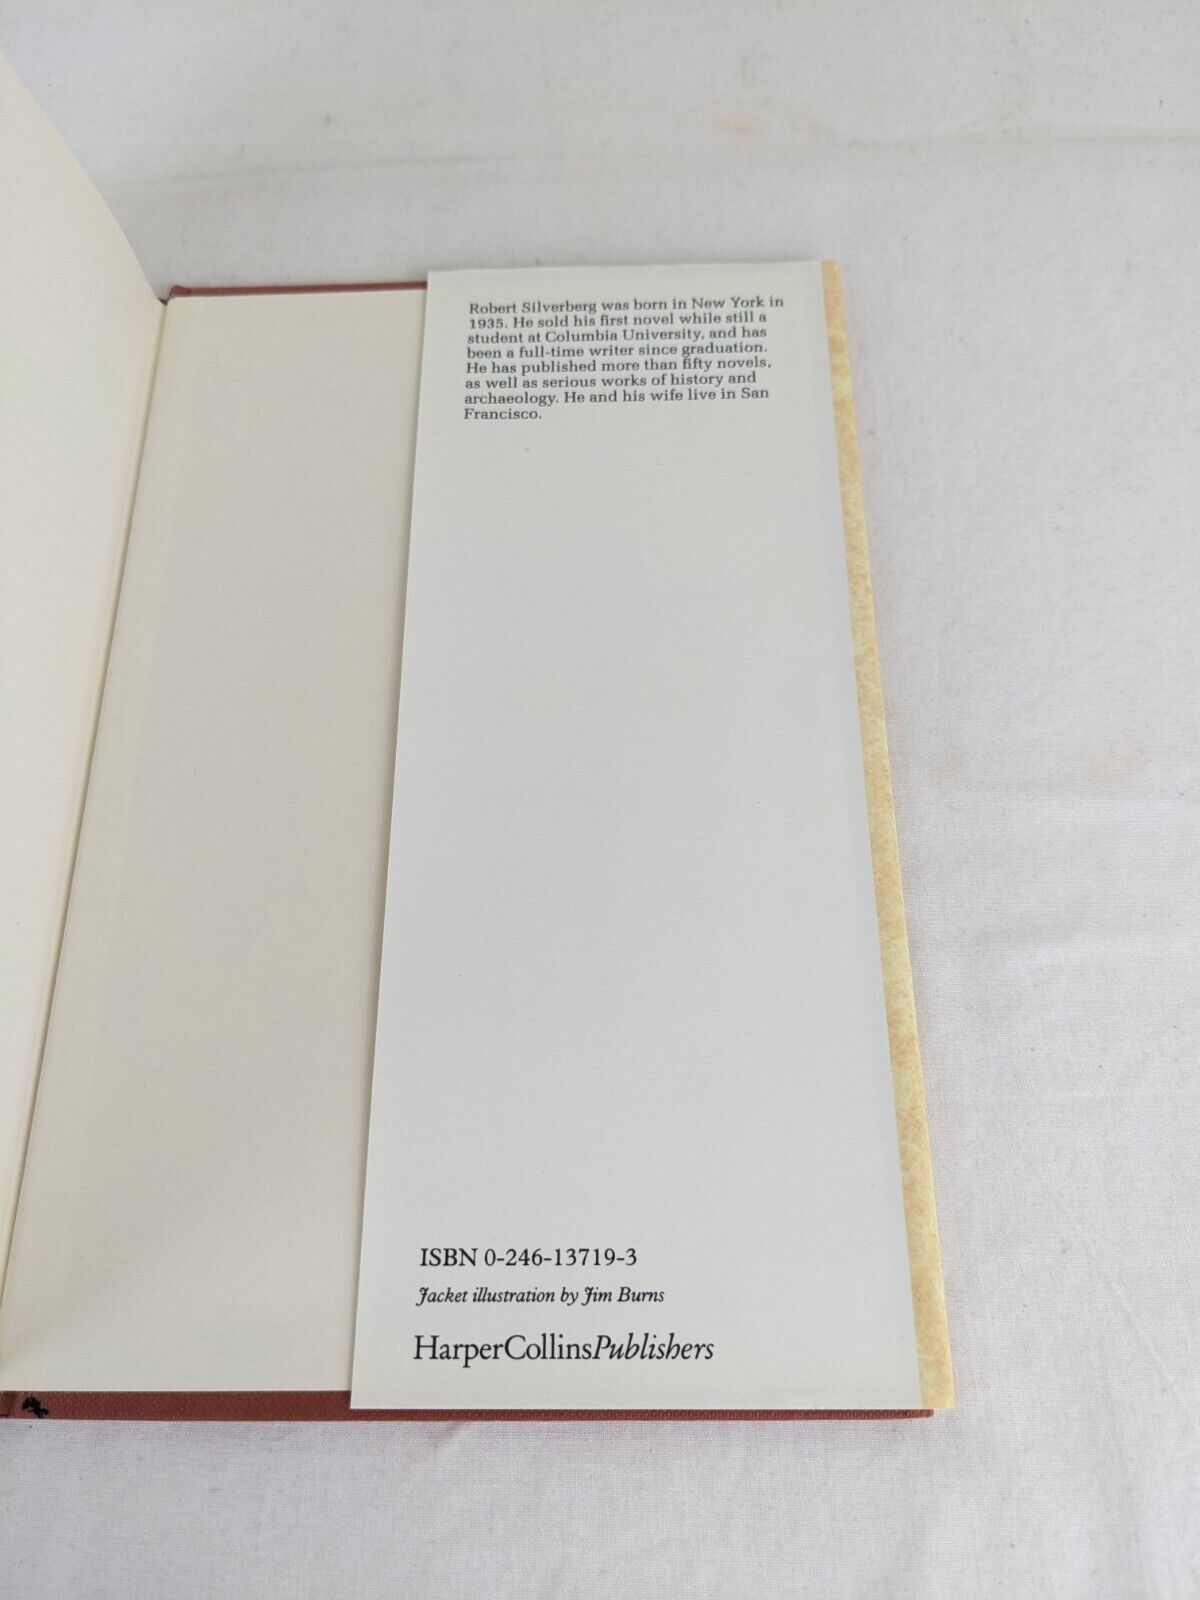 Robert Silverberg was born in New York in
1935. He sold his first novel while still a
student at Columbia University, and has
been a full-time writer since graduation.
He has published more than fifty novels,
as well as serious works of history and
archaeology. He and his wife live in San
Francisco.
ISBN 0-246-13719-3
Jacket illustration by Jim Burns
HarperCollinsPublishers